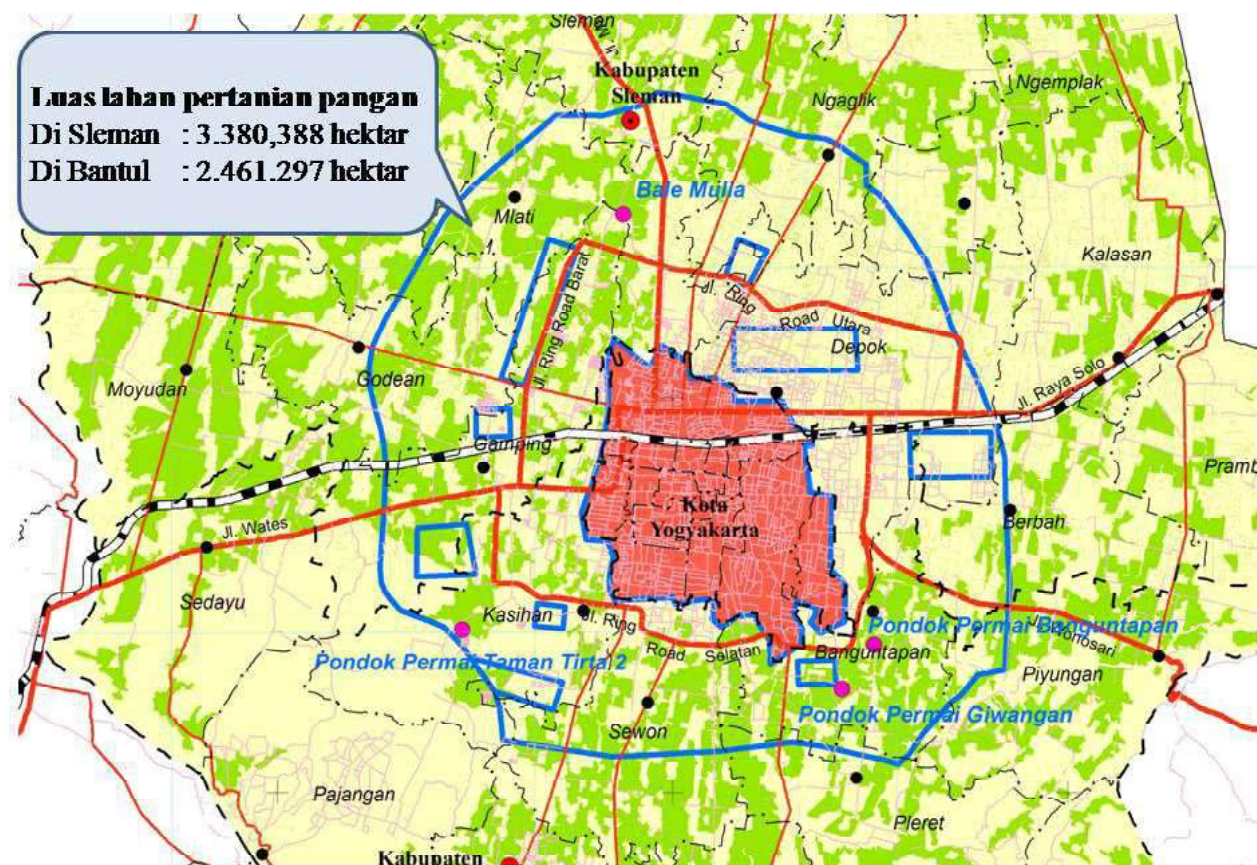 Luas lahan pertanian pangan
Di Sleman : 3.380,388 hektar
Di Bantul : 2.461.297 hektar
Sleman
Kabupaten
Sleman
Ngaglik
Ngemplak
Bale Mulia
Mlati
Kalasan
Jl. Ring Road Barat
Jl. Ring
Road Utara
Depok
Moyudan
Godean
Jl. Raya Solo
Gamping
Kota
Yogyakarta
Pramb
Jl. Wates
Berbah
Sedayu
Kasihan
Jl. Ring
Road Selatan
Pondok Permai Banguntapan
Jl. Wonosari
Pondok Permai Taman Tirta 2
Banguntapan
Piyungan
Pondok Permai Giwangan
Sewon
Pajangan
Pleret
Kabupaten